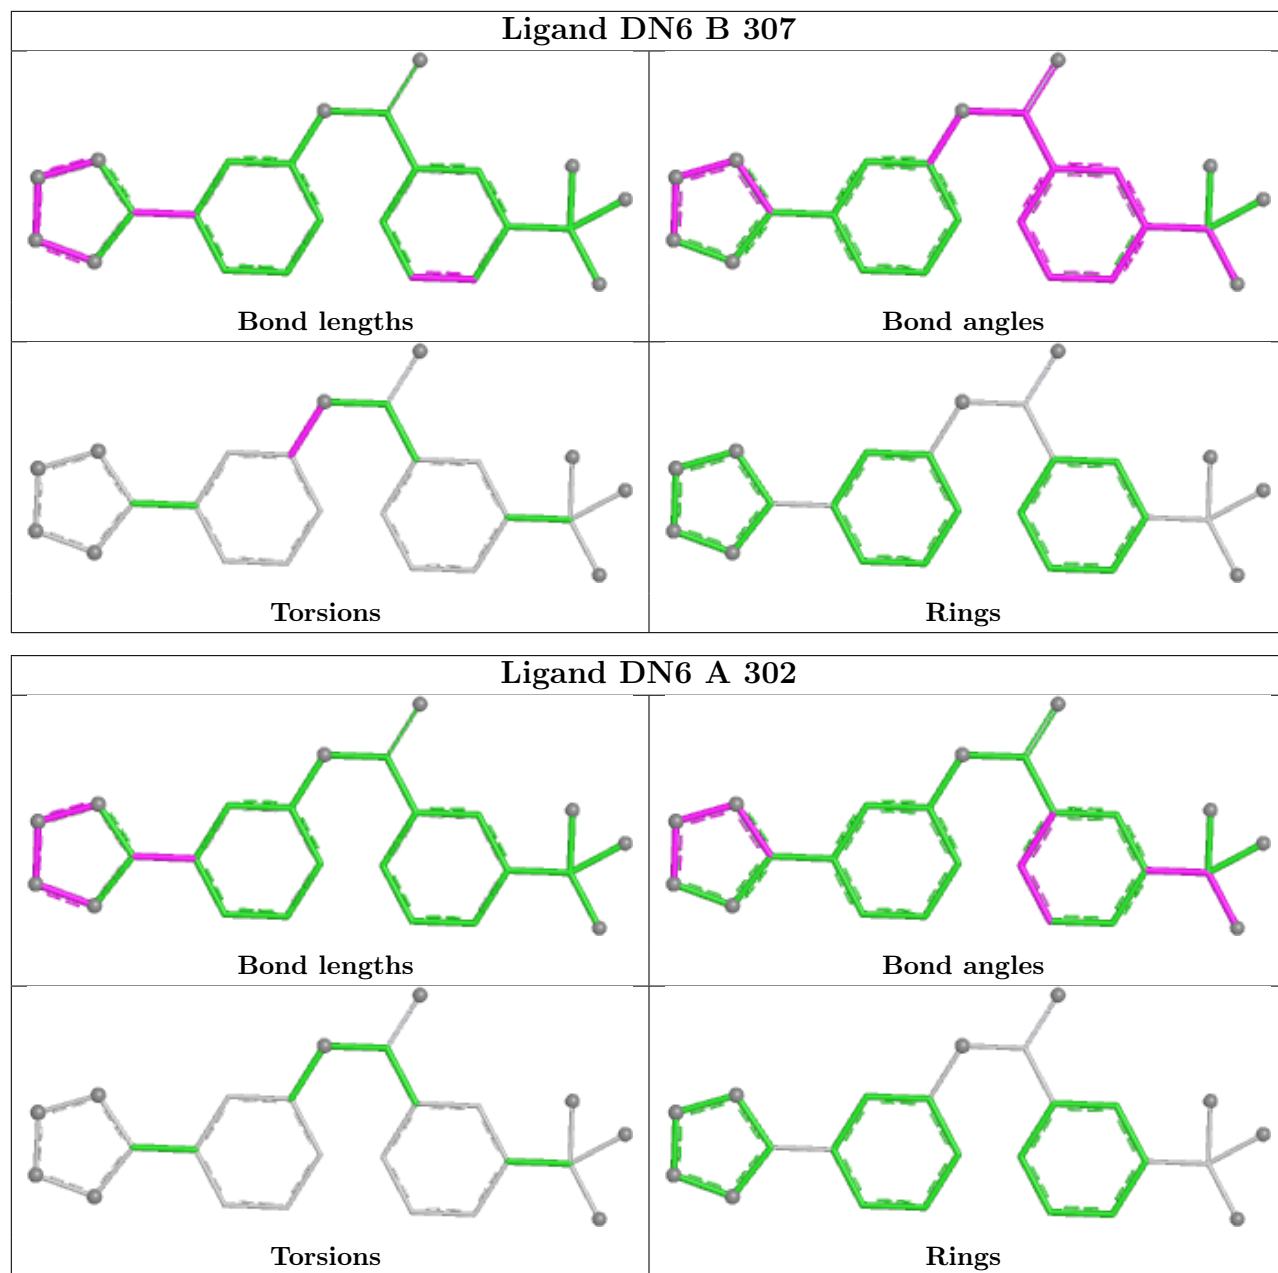 Ligand DN6 B 307
Bond lengths
Bond angles
Torsions
Rings
Ligand DN6 A 302
Bond lengths
Bond angles
Torsions
Rings